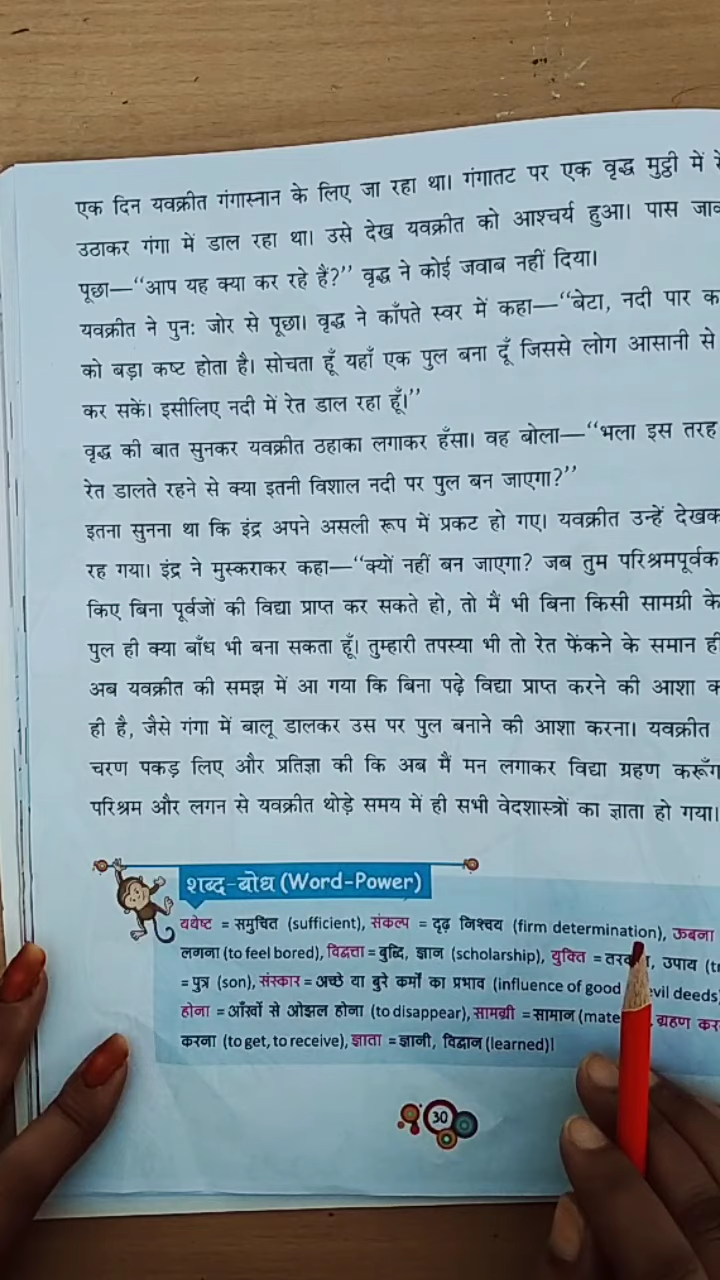 एक दिन यवक्रीत गंगास्नान के लिए जा रहा था। गंगातट पर एक वृद्ध मुट्ठी में
उठाकर गंगा में डाल रहा था। उसे देख यवक्रीत को आश्चर्य हुआ। पास
पूछा—“आप यह क्या कर रहे हैं?” वृद्ध ने कोई जवाब नहीं दिया।
यवक्रीत ने पुनः जोर से पूछा। वृद्ध ने काँपते स्वर में कहा—“बेटा, नदी पार
को बड़ा कष्ट होता है। सोचता हूँ यहाँ एक पुल बना दूँ जिससे लोग आसानी से
कर सकें। इसीलिए नदी में रेत डाल रहा हूँ।”
वृद्ध की बात सुनकर यवक्रीत ठहाका लगाकर हँसा। वह बोला—“भला इस तरह
रेत डालते रहने से क्या इतनी विशाल नदी पर पुल बन जाएगा?”
इतना सुनना था कि इंद्र अपने असली रूप में प्रकट हो गए। यवक्रीत उन्हें
रह गया। इंद्र ने मुस्कराकर कहा—“क्यों नहीं बन जाएगा? जब तुम परिश्रमपूर्वक
किए बिना पूर्वजों की विद्या प्राप्त कर सकते हो, तो मैं भी बिना किसी सामग्री के
पुल ही क्या बाँध भी बना सकता हूँ। तुम्हारी तपस्या भी तो रेत फेंकने के समान ही
अब यवक्रीत की समझ में आ गया कि बिना पढ़े विद्या प्राप्त करने की आशा
ही है, जैसे गंगा में बालू डालकर उस पर पुल बनाने की आशा करना। यवक्रीत
चरण पकड़ लिए और प्रतिज्ञा की कि अब मैं मन लगाकर विद्या ग्रहण
परिश्रम और लगन से यवक्रीत थोड़े समय में ही सभी वेदशास्त्रों का ज्ञाता हो गया।
शब्द-बोध (Word-Power)
यथेष्ट = समुचित (sufficient), संकल्प = दृढ़ निश्चय (firm determination), ऊबना
लगना (to feel bored), विद्वत्ता = बुद्धि, ज्ञान (scholarship), युक्ति = उपाय
= पुत्र (son), संस्कार = अच्छे या बुरे कर्मों का प्रभाव (influence of good evil deeds)
होना = आँखों से ओझल होना (to disappear), सामग्री = सामान ग्रहण
करना (to get, to receive), ज्ञाता = ज्ञानी, विद्वान (learned)।
30